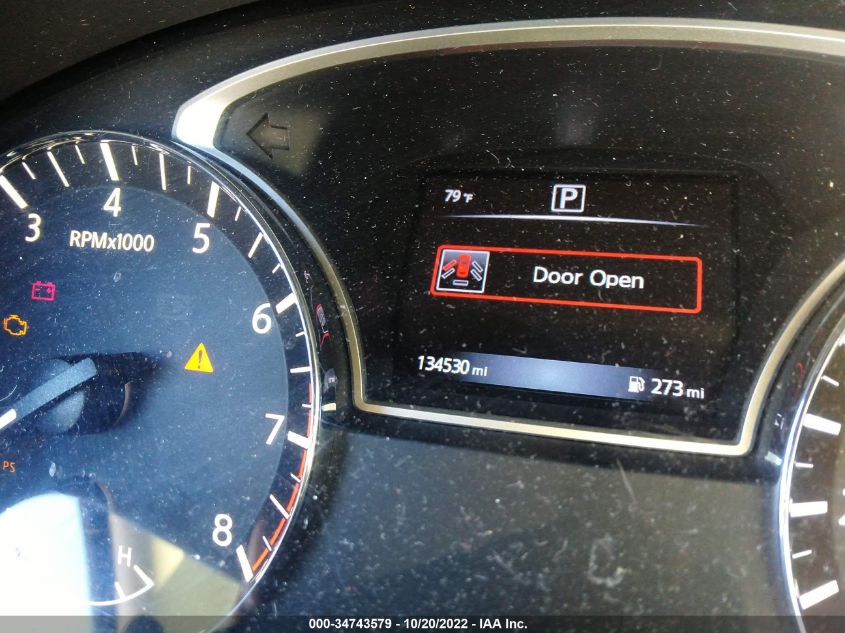 79 °F
P
Door Open
134530 mi
273 mi
3
4
5
6
7
8
RPMx1000
PS
H
000-34743579 - 10/20/2022 - IAA Inc.